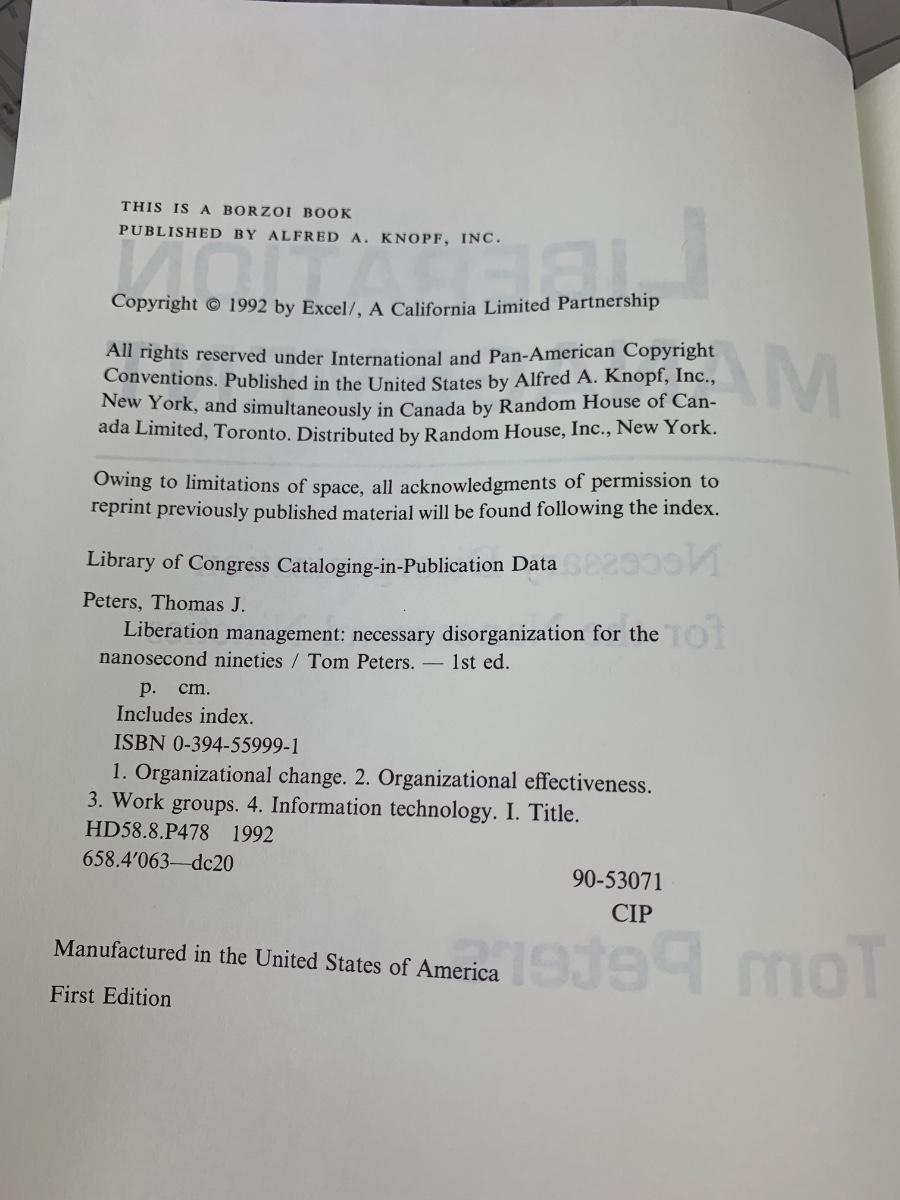 THIS IS A BORZOI BOOK
PUBLISHED BY ALFRED A. KNOPF, INC.
Copyright © 1992 by Excel/, A California Limited Partnership
All rights reserved under International and Pan-American Copyright
Conventions. Published in the United States by Alfred A. Knopf, Inc.,
New York, and simultaneously in Canada by Random House of Can-
ada Limited, Toronto. Distributed by Random House, Inc., New York.
Owing to limitations of space, all acknowledgments of permission to
reprint previously published material will be found following the index.
Library of Congress Cataloging-in-Publication Data
Peters, Thomas J.
Liberation management: necessary disorganization for the
nanosecond nineties / Tom Peters. — 1st ed.
p. cm.
Includes index.
ISBN 0-394-55999-1
1. Organizational change. 2. Organizational effectiveness.
3. Work groups. 4. Information technology. I. Title.
HD58.8.P478 1992
658.4′063—dc20
90-53071
CIP
Manufactured in the United States of America
First Edition